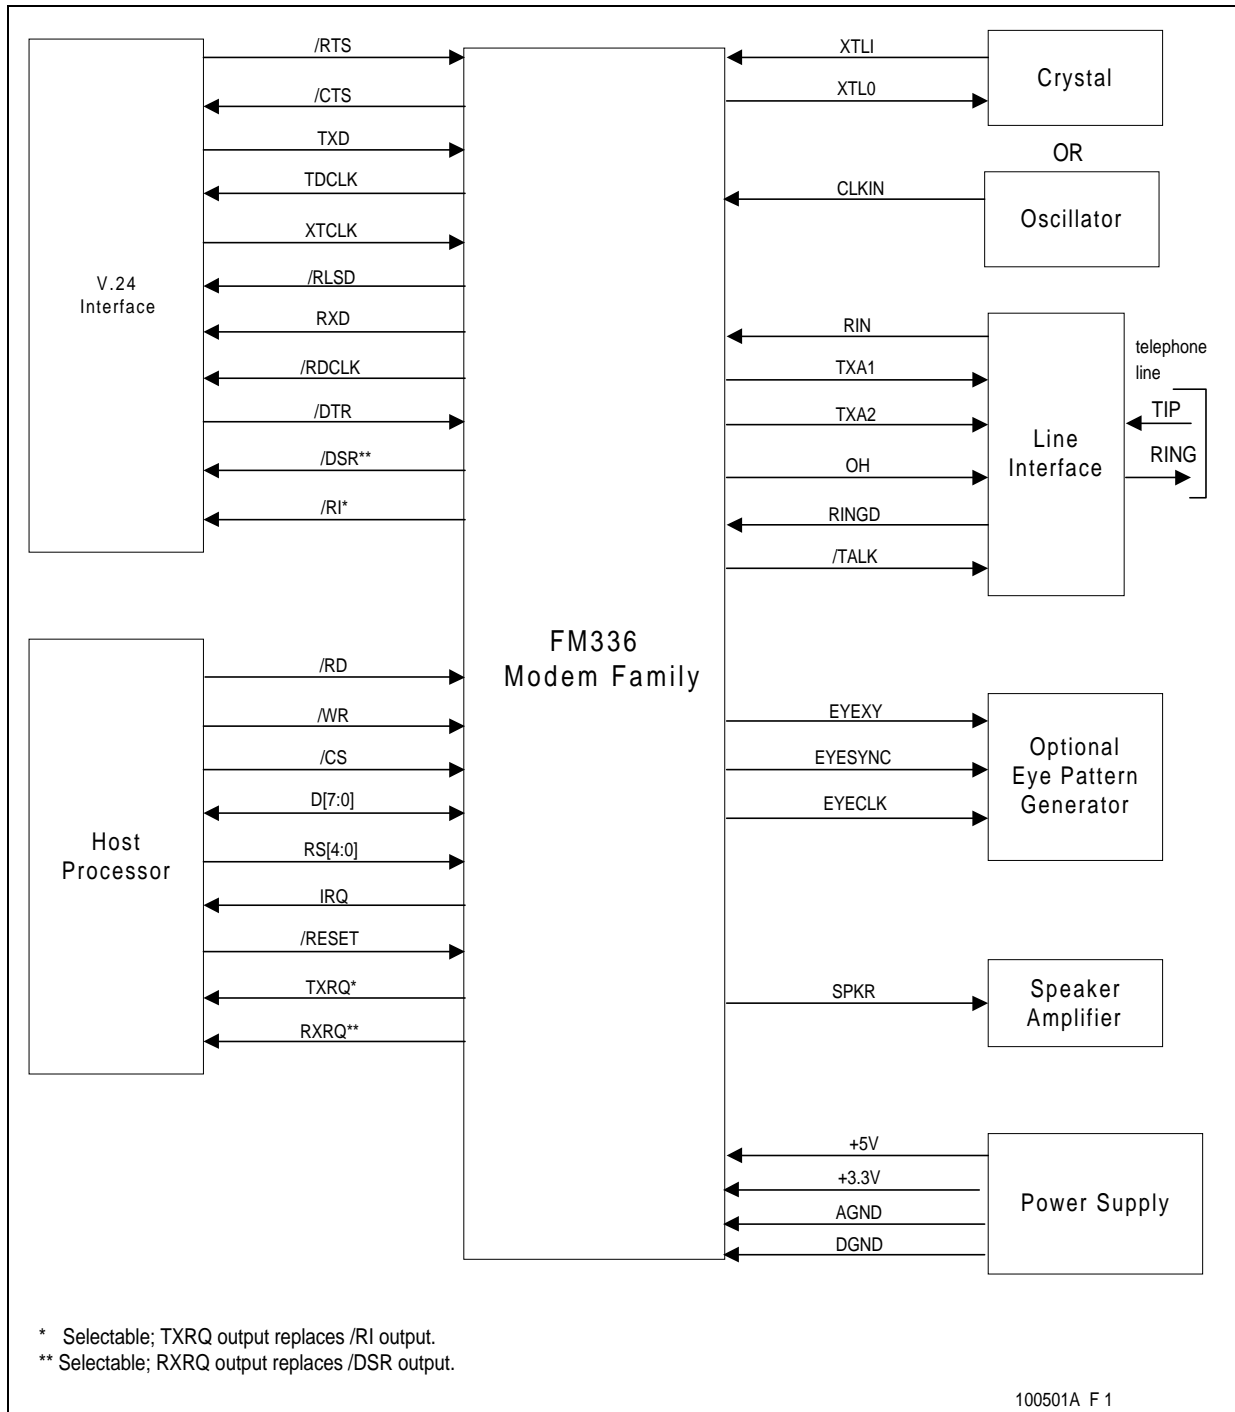 /RTS
/CTS
TXD
TDCLK
XTCLK
/RLSD
RXD
/RDCLK
/DTR
/DSR**
/RI*
V.24
Interface
/RD
/WR
/CS
D[7:0]
RS[4:0]
IRQ
/RESET
TXRQ*
RXRQ**
Host
Processor
FM336
Modem Family
XTLI
XTL0
Crystal
OR
CLKIN
Oscillator
RIN
TXA1
TXA2
OH
RINGD
/TALK
Line
Interface
telephone
line
TIP
RING
EYEXY
EYESYNC
EYECLK
Optional
Eye Pattern
Generator
SPKR
Speaker
Amplifier
+5V
+3.3V
AGND
DGND
Power Supply
* Selectable; TXRQ output replaces /RI output.
** Selectable; RXRQ output replaces /DSR output.
100501A F 1